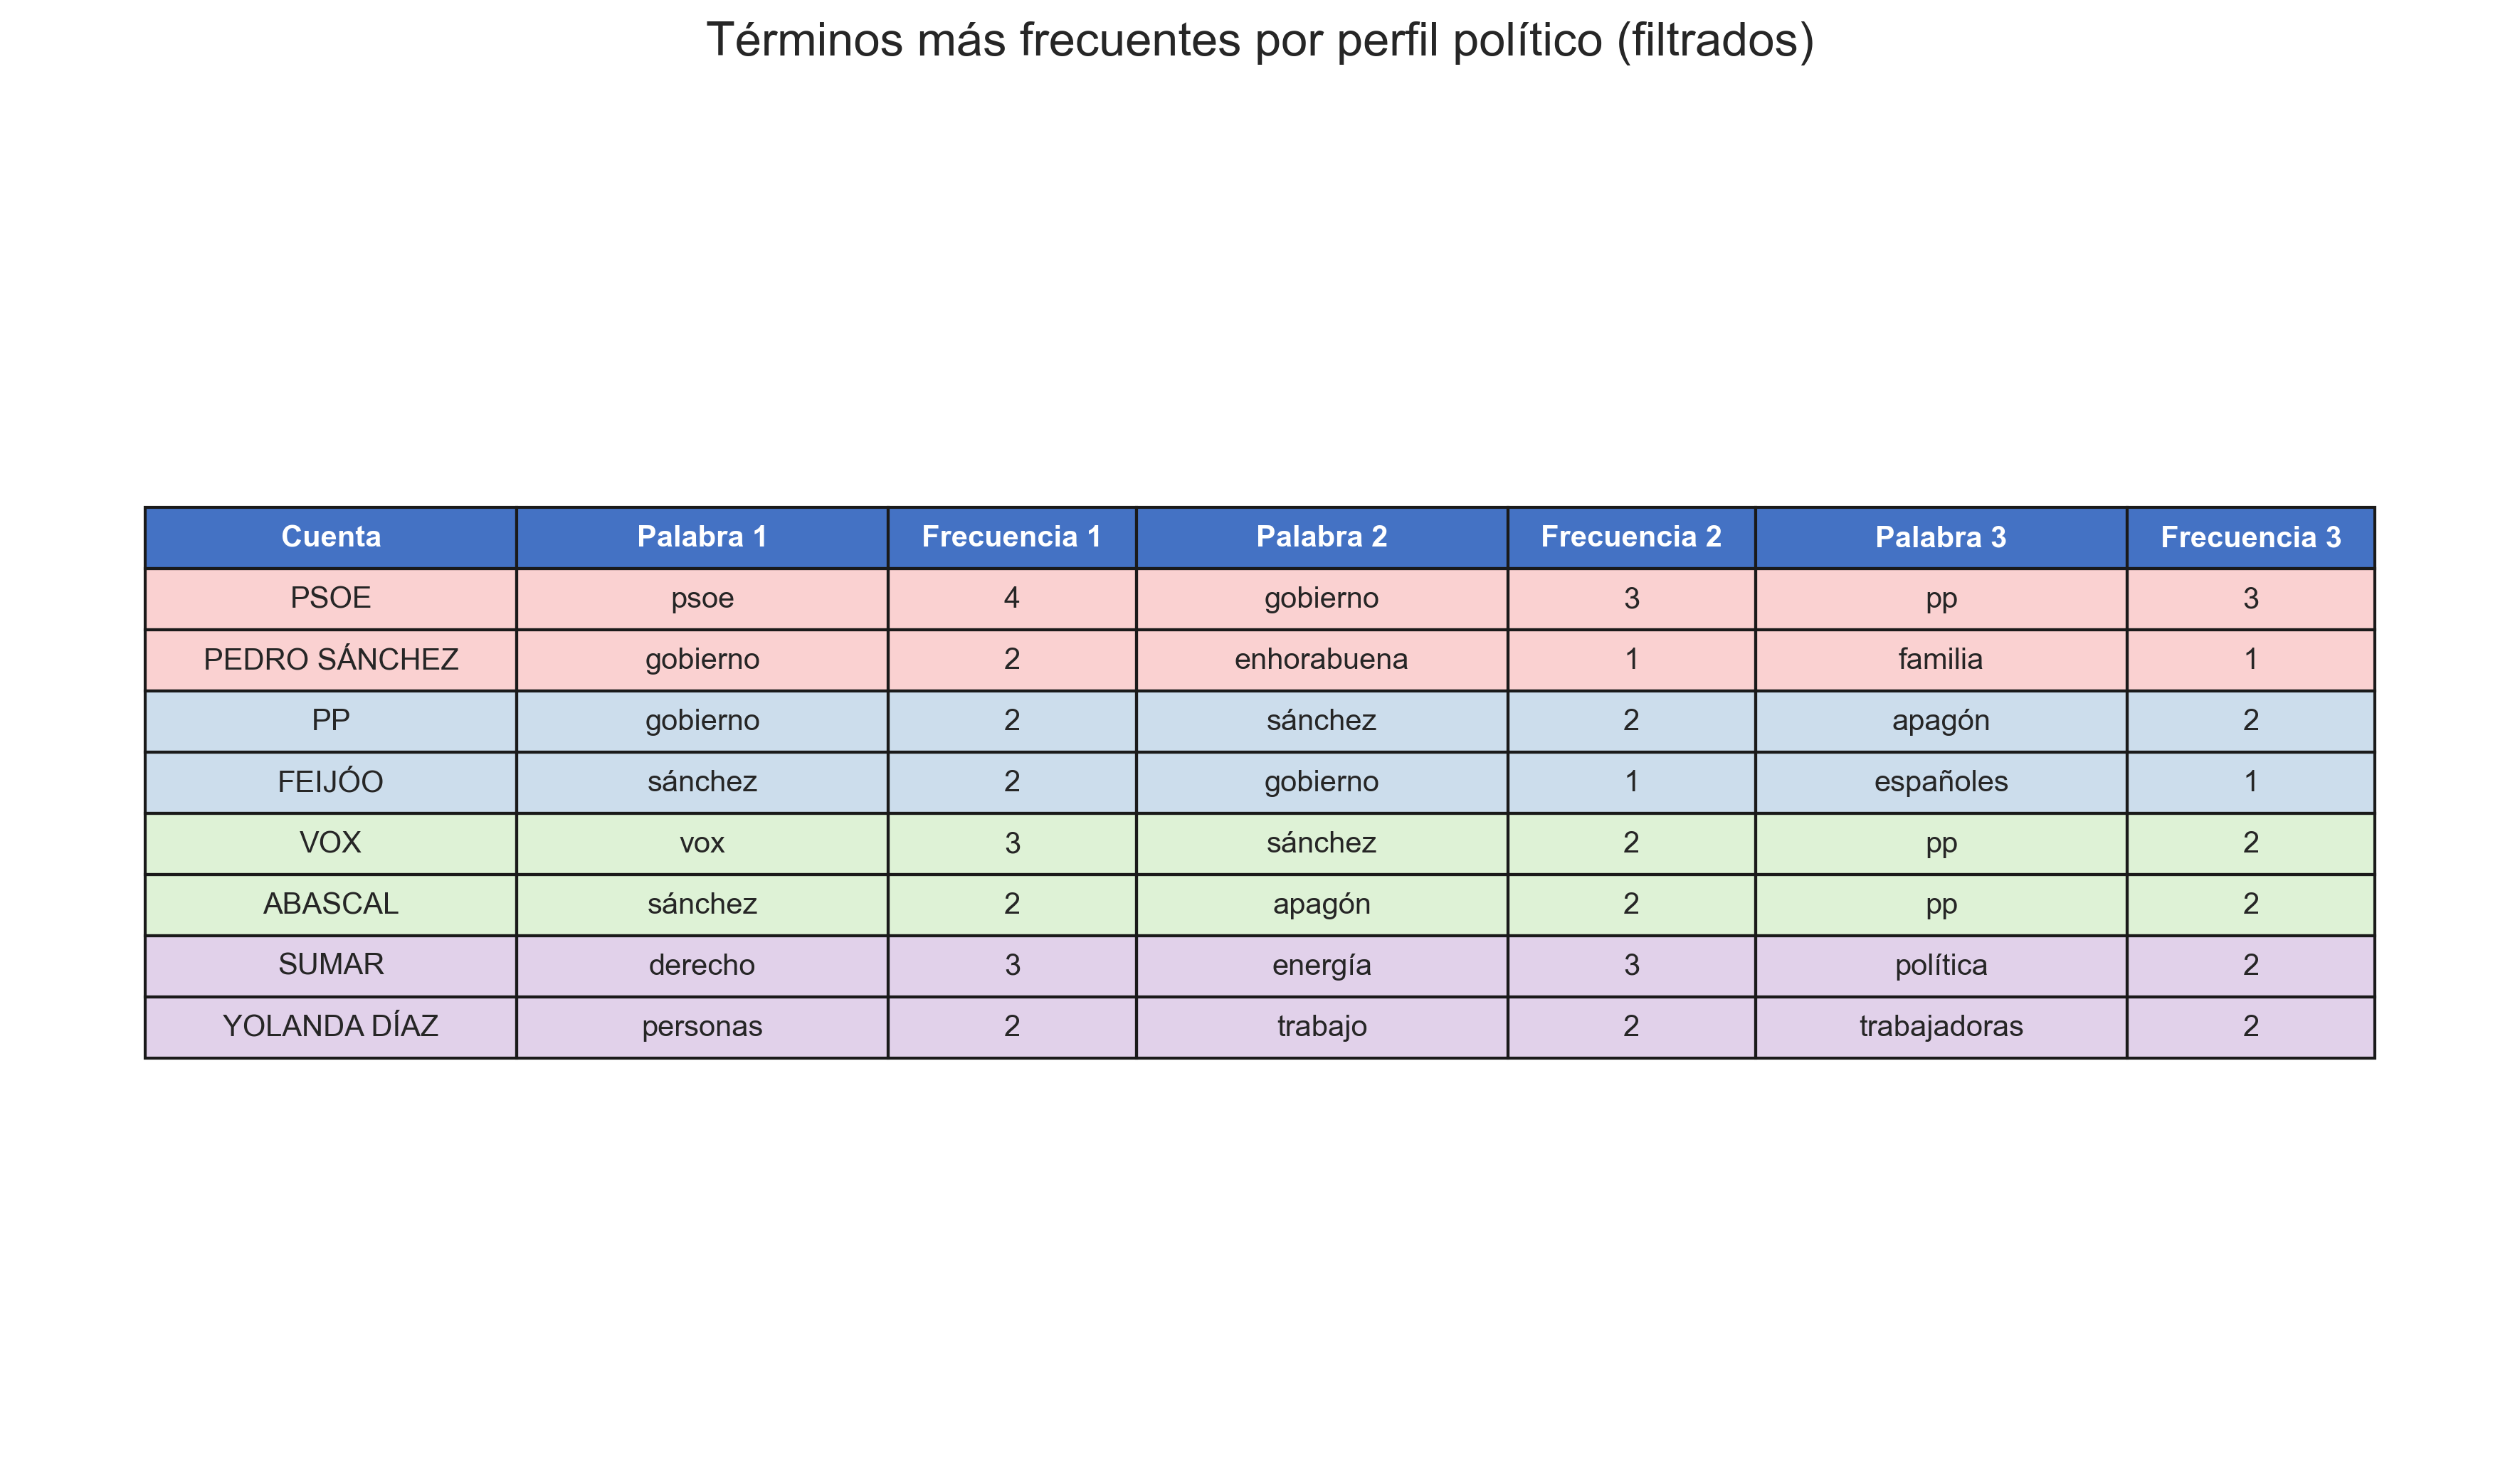 Términos más frecuentes por perfil político (filtrados)
Cuenta Palabra 1 Frecuencia 1 Palabra 2 Frecuencia 2 Palabra 3 Frecuencia 3
PSOE psoe 4 gobierno 3 pp 3
PEDRO SÁNCHEZ gobierno 2 enhorabuena 1 familia 1
PP gobierno 2 sánchez 2 apagón 2
FEIJÓO sánchez 2 gobierno 1 españoles 1
VOX vox 3 sánchez 2 pp 2
ABASCAL sánchez 2 apagón 2 pp 2
SUMAR derecho 3 energía 3 política 2
YOLANDA DÍAZ personas 2 trabajo 2 trabajadoras 2